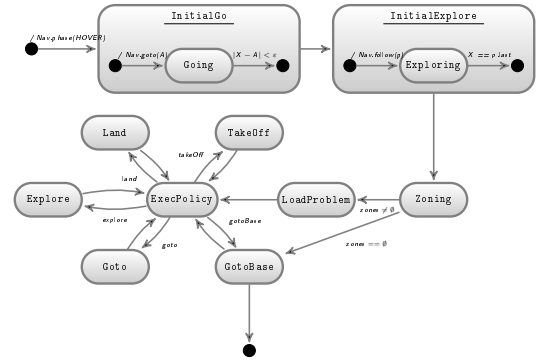 InitialGo
InitialExplore
/ Nav.phase(HOVER)
/ Nav.goto(A)
|X − A| < ε
/ Nav.follow(p)
X == p.last
Going
Exploring
Land
TakeOff
takeOff
land
Explore
ExecPolicy
LoadProblem
Zoning
zones ≠ ∅
explore
gotoBase
goto
zones == ∅
Goto
GotoBase